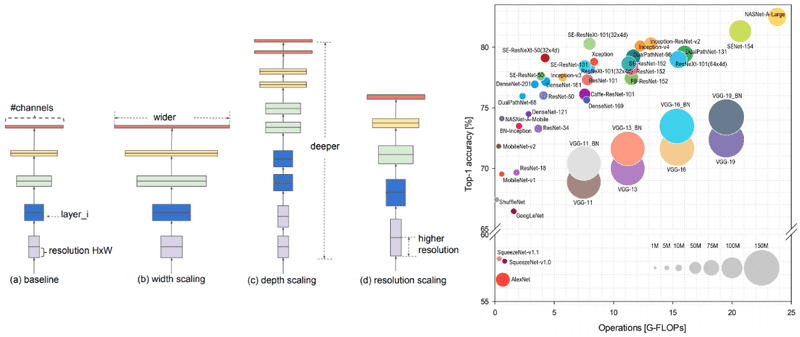 #channels
wider
deeper
layer_i
resolution HxW
higher
resolution
(a) baseline
(b) width scaling
(c) depth scaling
(d) resolution scaling
Top-1 accuracy [%]
80
75
70
65
60
55
0
5
10
15
20
25
Operations [G-FLOPs]
NASNet-A-Large
SE-ResNeXt-101(32x4d)
Inception-ResNet-v2
SENet-154
SE-ResNeXt-50(32x4d)
Xception
Inception-v4
DualPathNet-98
DualPathNet-131
SE-ResNet-101
SE-ResNet-152
ResNeXt-101(32x4d)
ResNet-152
ResNeXt-101(64x4d)
SE-ResNet-50
Inception-v3
ResNet-101
FB-ResNet-152
DenseNet-201
DenseNet-161
ResNet-50
Caffe-ResNet-101
DualPathNet-68
DenseNet-169
VGG-16_BN
VGG-19_BN
NASNet-A-Mobile
DenseNet-121
BN-Inception
ResNet-34
VGG-13_BN
MobileNet-v2
VGG-11_BN
ResNet-18
MobileNet-v1
VGG-16
VGG-19
VGG-11
VGG-13
ShuffleNet
GoogLeNet
SqueezeNet-v1.1
SqueezeNet-v1.0
AlexNet
1M 5M 10M 50M 75M 100M 150M